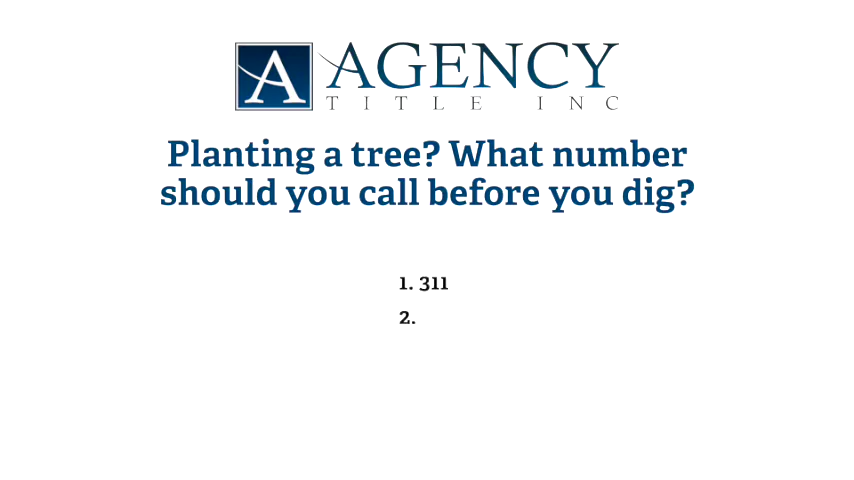 A AGENCY
TITLE INC
Planting a tree? What number
should you call before you dig?
1. 311
2.